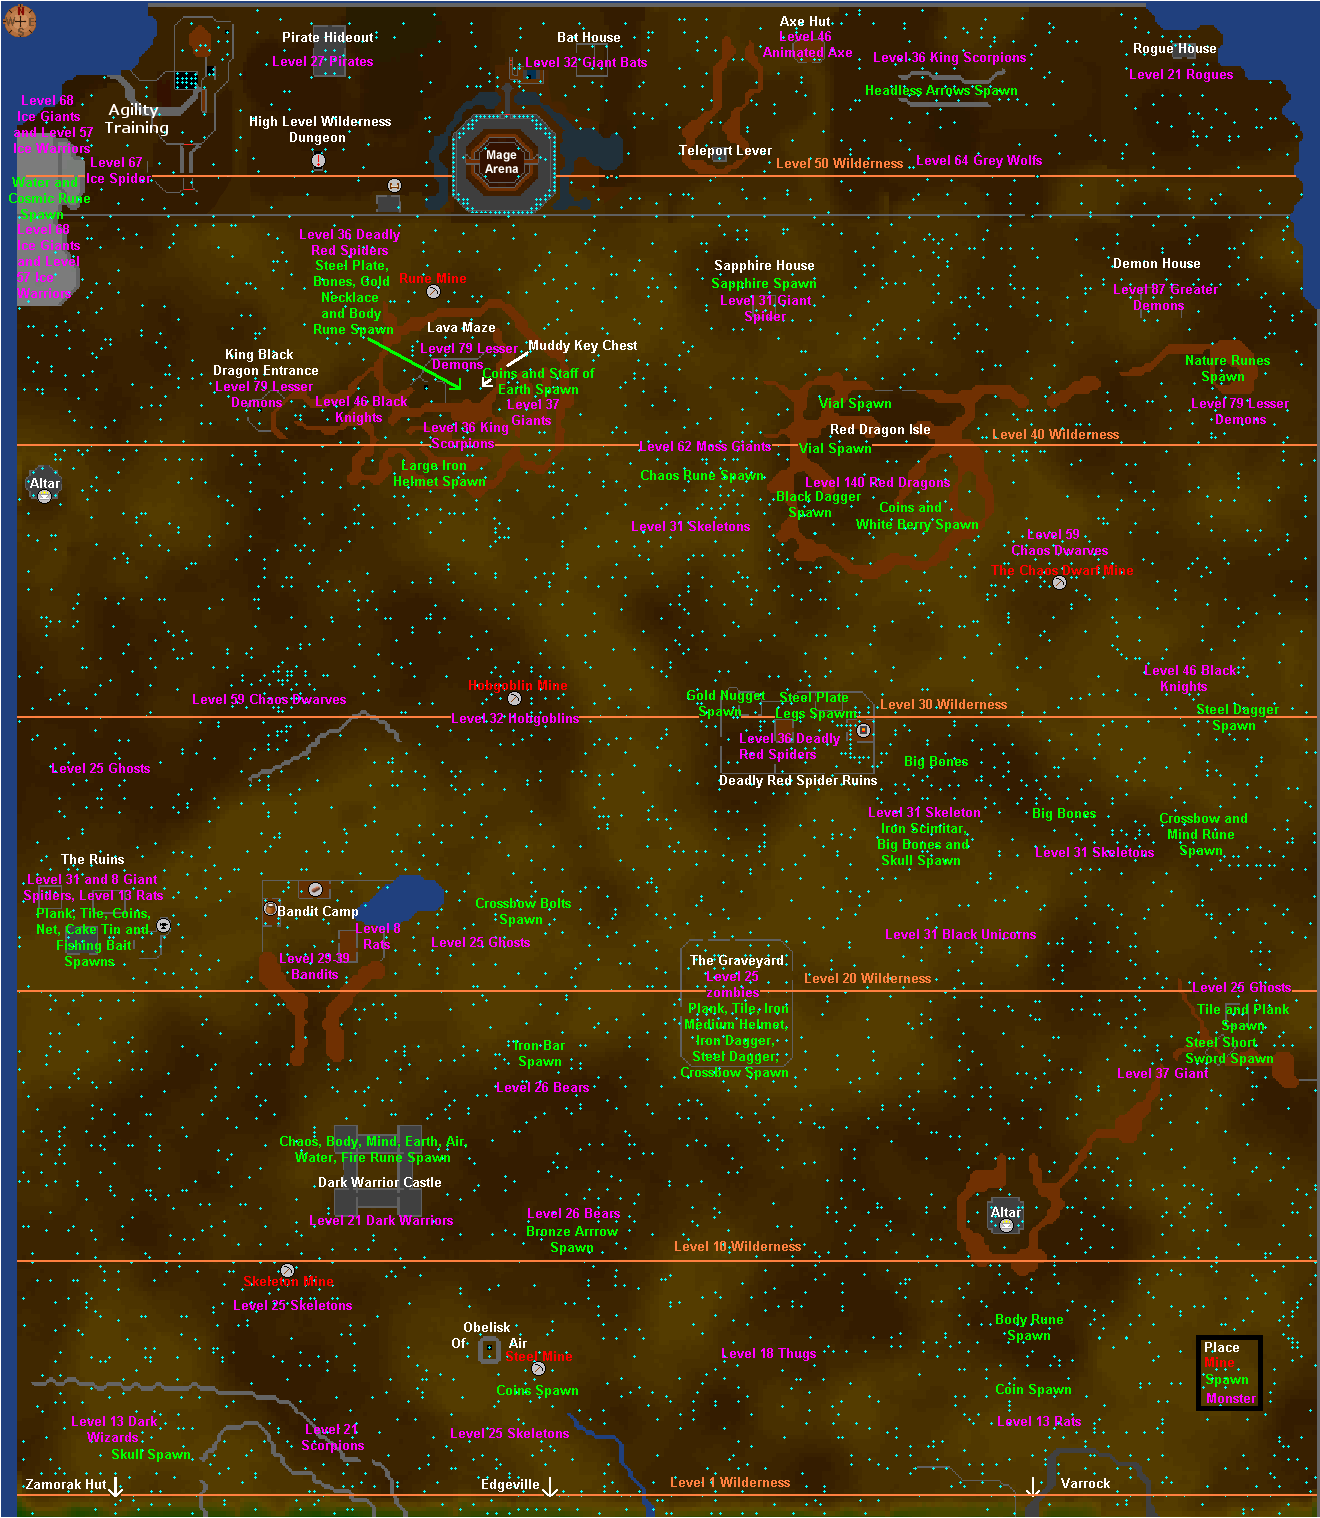 N
W E
S
Pirate Hideout
Level 27 Pirates
Bat House
Level 32 Giant Bats
Axe Hut
Level 46
Animated Axe
Level 36 King Scorpions
Headless Arrows Spawn
Rogue House
Level 21 Rogues
Level 68
Ice Giants
and Level 57
Ice Warriors
Agility
Training
High Level Wilderness
Dungeon
Mage
Arena
Teleport Lever
Level 50 Wilderness
Level 64 Grey Wolfs
Level 67
Ice Spider
Water and
Cosmic Rune
Spawn
Level 68
Ice Giants
and Level
57 Ice
Warriors
Level 36 Deadly
Red Spiders
Steel Plate,
Bones, Gold
Necklace
and Body
Rune Spawn
Rune Mine
Sapphire House
Sapphire Spawn
Level 31 Giant
Spider
Demon House
Level 87 Greater
Demons
Lava Maze
Level 79 Lesser
Demons
Muddy Key Chest
Coins and Staff of
Earth Spawn
King Black
Dragon Entrance
Level 79 Lesser
Demons
Level 46 Black
Knights
Level 37
Giants
Level 36 King
Scorpions
Nature Runes
Spawn
Level 79 Lesser
Demons
Vial Spawn
Red Dragon Isle
Level 40 Wilderness
Level 62 Moss Giants
Vial Spawn
Large Iron
Helmet Spawn
Chaos Rune Spawn
Level 140 Red Dragons
Altar
Black Dagger
Spawn
Coins and
White Berry Spawn
Level 31 Skeletons
Level 59
Chaos Dwarves
The Chaos Dwarf Mine
Level 46 Black
Knights
Hobgoblin Mine
Level 59 Chaos Dwarves
Level 32 Hobgoblins
Gold Nugget
Spawn
Steel Plate
Legs Spawm
Level 30 Wilderness
Steel Dagger
Spawn
Level 36 Deadly
Red Spiders
Deadly Red Spider Ruins
Level 25 Ghosts
Big Bones
Level 31 Skeleton
Iron Scimitar,
Big Bones and
Skull Spawn
Big Bones
Level 31 Skeletons
Crossbow and
Mind Rune
Spawn
The Ruins
Level 31 and 8 Giant
Spiders, Level 13 Rats
Plank, Tile, Coins,
Net, Cake Tin and
Fishing Bait
Spawns
Bandit Camp
Level 8
Rats
Level 29-39
Bandits
Crossbow Bolts
Spawn
Level 25 Ghosts
Level 31 Black Unicorns
The Graveyard
Level 25
zombies
Plank, Tile, Iron
Medium Helmet,
Iron Dagger,
Steel Dagger,
Crossbow Spawn
Level 20 Wilderness
Level 25 Ghosts
Tile and Plank
Spawn
Steel Short
Sword Spawn
Level 37 Giant
Iron Bar
Spawn
Level 26 Bears
Chaos, Body, Mind, Earth, Air,
Water, Fire Rune Spawn
Dark Warrior Castle
Level 21 Dark Warriors
Level 26 Bears
Bronze Arrrow
Spawn
Altar
Level 10 Wilderness
Skeleton Mine
Level 25 Skeletons
Obelisk
Of Air
Steel Mine
Coins Spawn
Level 18 Thugs
Body Rune
Spawn
Coin Spawn
Level 13 Rats
Place
Mine
Spawn
Monster
Level 13 Dark
Wizards
Skull Spawn
Level 21
Scorpions
Level 25 Skeletons
Zamorak Hut
Edgeville
Level 1 Wilderness
Varrock